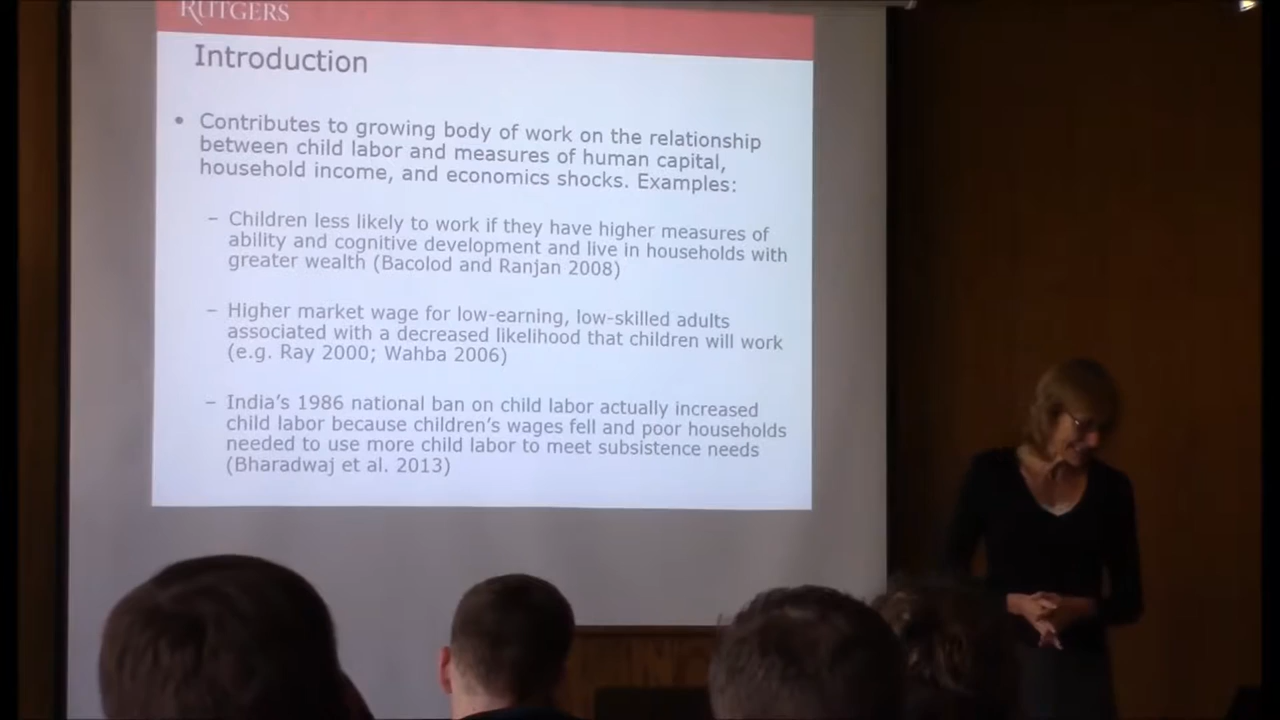 RUTGERS
Introduction
• Contributes to growing body of work on the relationship
between child labor and measures of human capital,
household income, and economics shocks. Examples:
– Children less likely to work if they have higher measures of
ability and cognitive development and live in households with
greater wealth (Bacolod and Ranjan 2008)
– Higher market wage for low-earning, low-skilled adults
associated with a decreased likelihood that children will work
(e.g. Ray 2000; Wahba 2006)
– India's 1986 national ban on child labor actually increased
child labor because children's wages fell and poor households
needed to use more child labor to meet subsistence needs
(Bharadwaj et al. 2013)